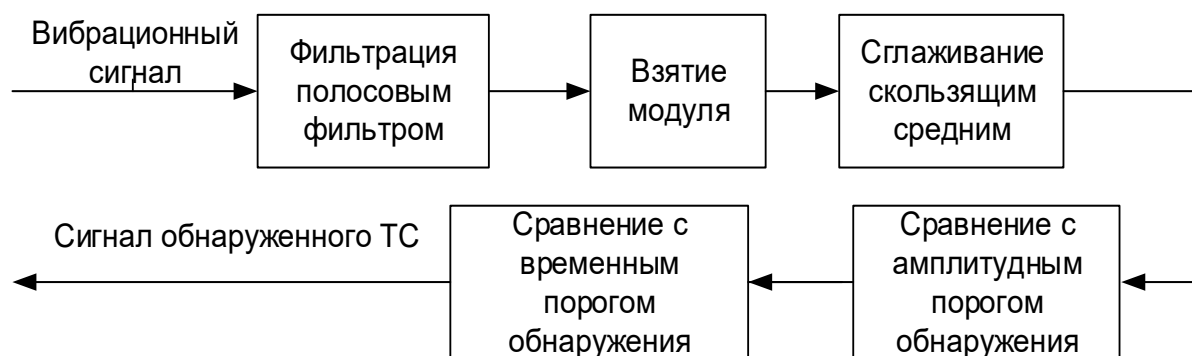 Вибрационный
сигнал
Фильтрация
полосовым
фильтром
Взятие
модуля
Сглаживание
скользящим
средним
Сигнал обнаруженного ТС
Сравнение с
временным
порогом
обнаружения
Сравнение с
амплитудным
порогом
обнаружения